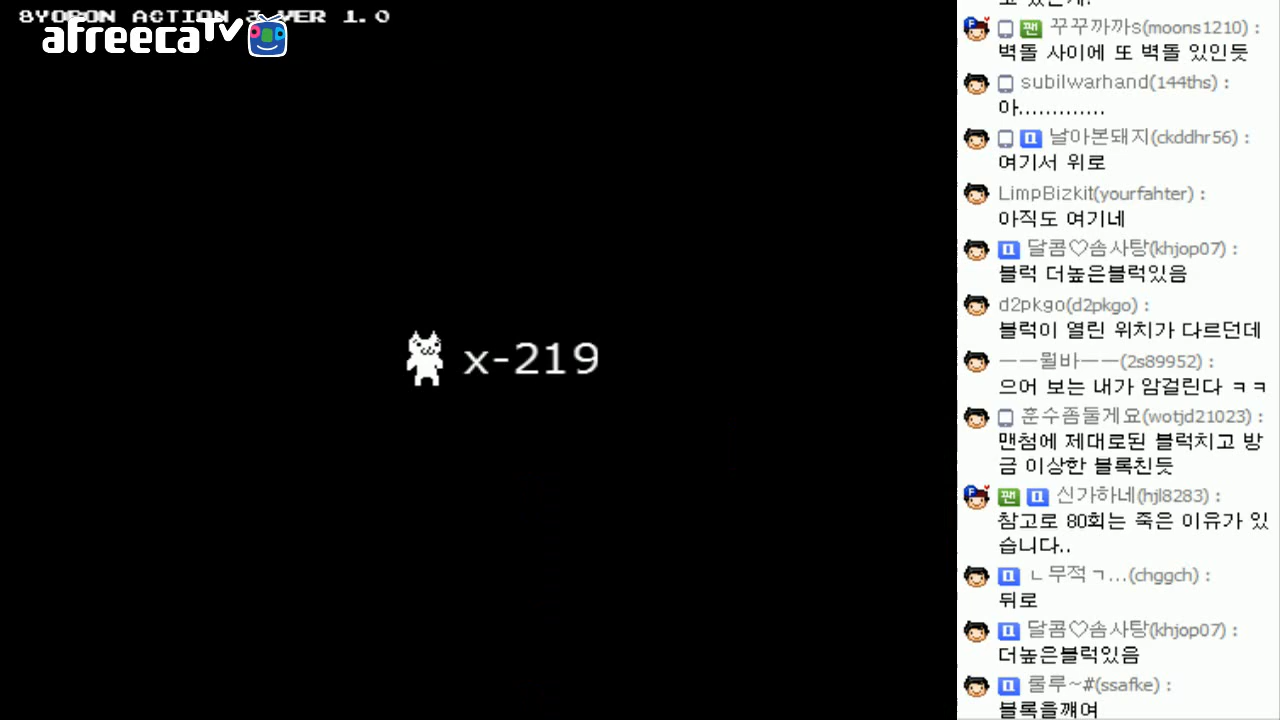 8YOBON ACTION 3 VER 1.0
afreecaTV
x-219
고 있는게!
팬 꾸꾸까까s(moons1210) :
벽돌 사이에 또 벽돌 있인듯
subilwarhand(144ths) :
아.............
날아본돼지(ckddhr56) :
여기서 위로
LimpBizkit(yourfahter) :
아직도 여기네
달콤♡솜사탕(khjop07) :
블럭 더높은블럭있음
d2pkgo(d2pkgo) :
블럭이 열린 위치가 다르던데
ㅡㅡ뭘바ㅡㅡ(2s89952) :
으어 보는 내가 암걸린다 ㅋㅋ
훈수좀둘게요(wotjd21023) :
맨첨에 제대로된 블럭치고 방
금 이상한 블록친듯
팬 신가하네(hjl8283) :
참고로 80회는 죽은 이유가 있
습니다..
ㄴ무적ㄱ...(chggch) :
뒤로
달콤♡솜사탕(khjop07) :
더높은블럭있음
룰루~#(ssafke) :
블록을깨여